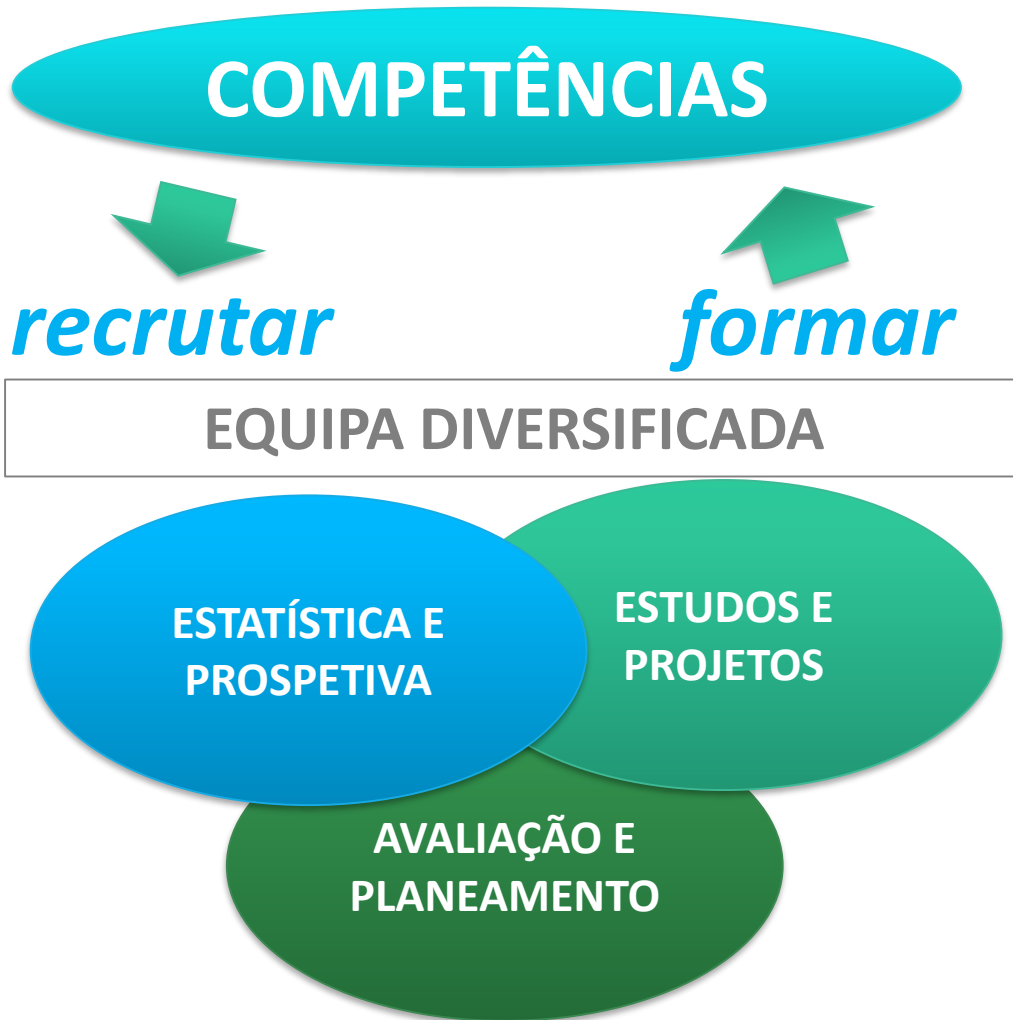 COMPETÊNCIAS
recrutar
formar
EQUIPA DIVERSIFICADA
ESTATÍSTICA E
PROSPETIVA
ESTUDOS E
PROJETOS
AVALIAÇÃO E
PLANEAMENTO